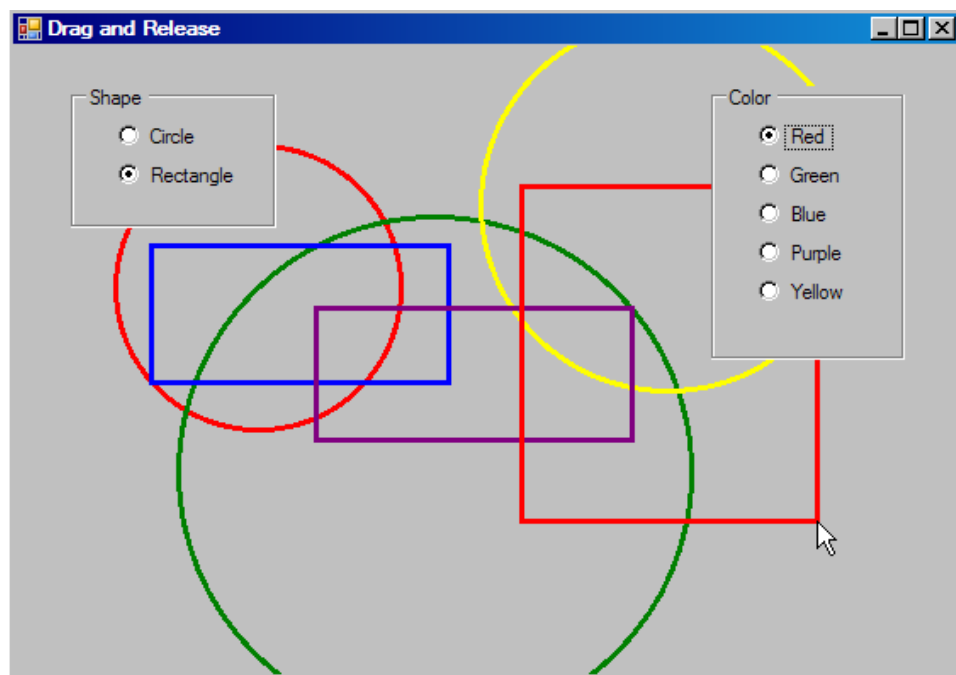 Drag and Release
Shape
Circle
Rectangle
Color
Red
Green
Blue
Purple
Yellow